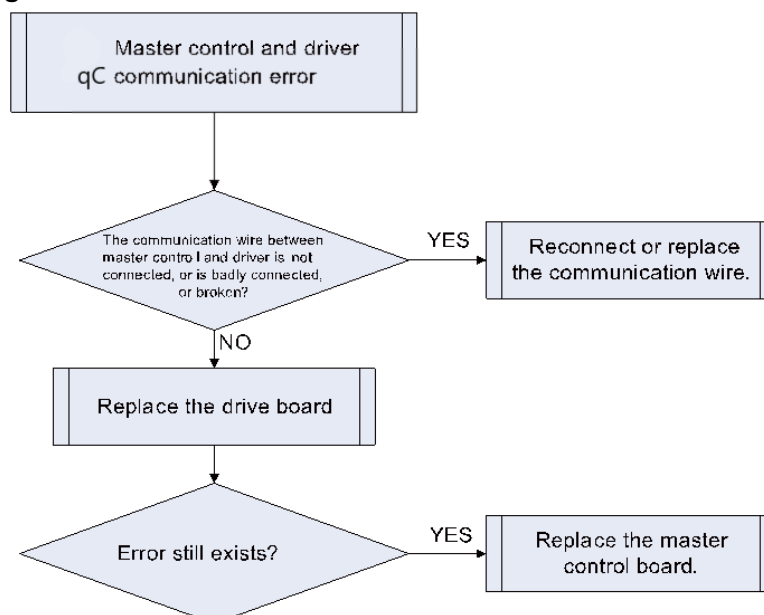 g
Master control and driver
qC communication error
The communication wire between
master control and driver is not
connected, or is badly connected,
or broken?
YES
Reconnect or replace
the communication wire.
NO
Replace the drive board
Error still exists?
YES
Replace the master
control board.